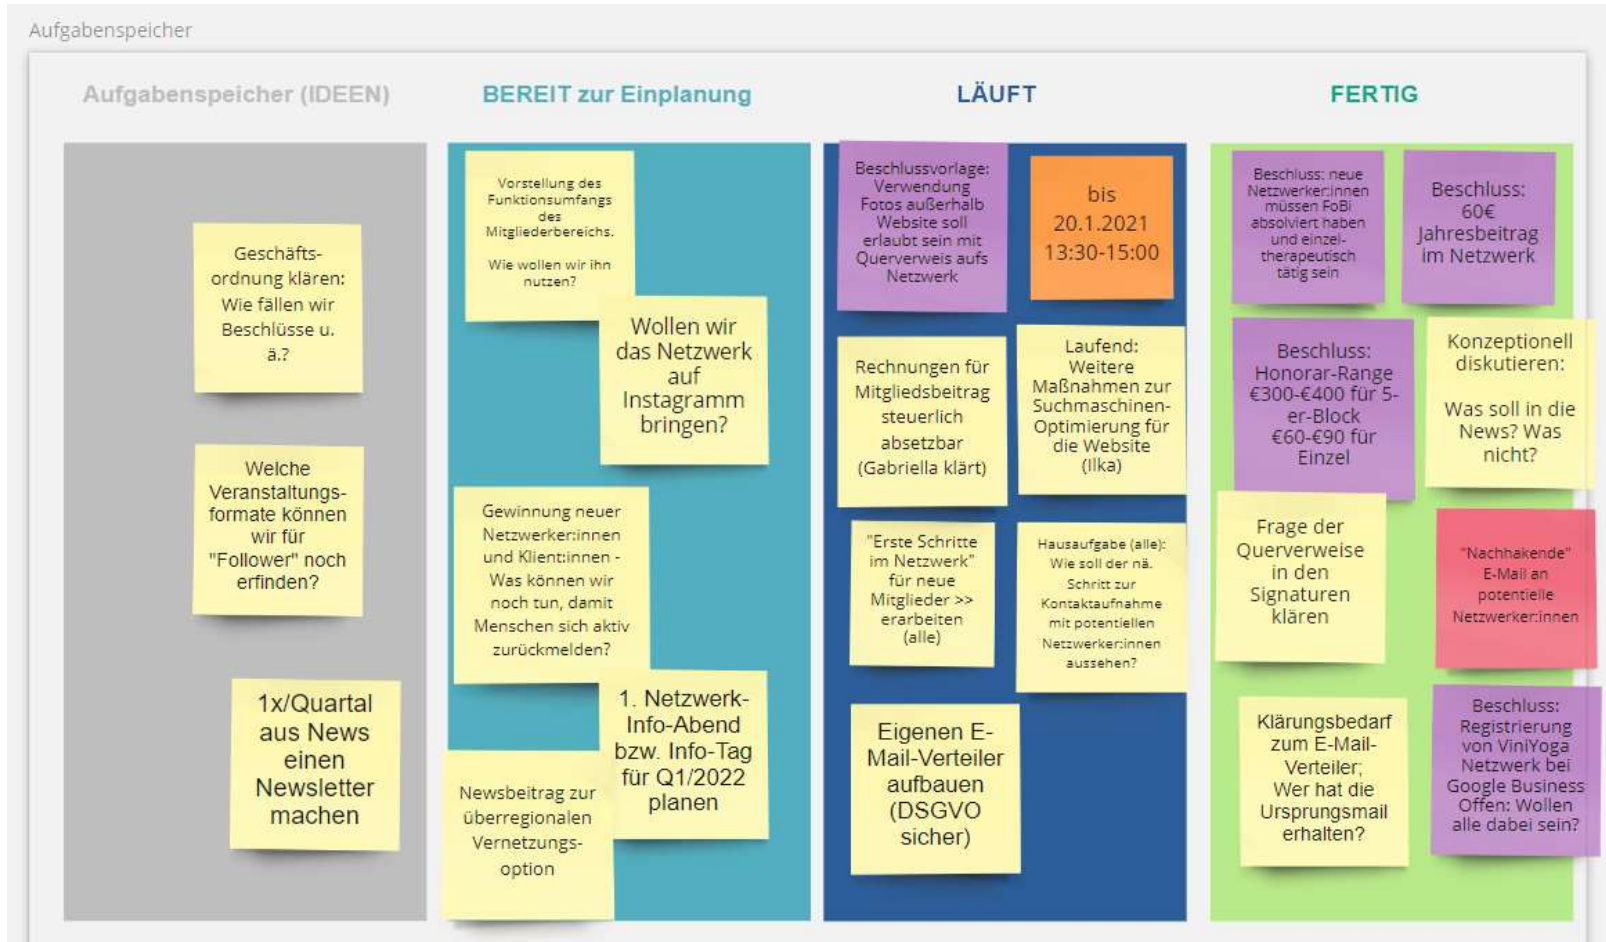 Aufgabenspeicher
Aufgabenspeicher (IDEEN)
Geschäfts-
ordnung klären:
Wie fällen wir
Beschlüsse u.
ä.?
Welche
Veranstaltungs-
formate können
wir für
"Follower" noch
erfinden?
1x/Quartal
aus News
einen
Newsletter
machen
BEREIT zur Einplanung
Vorstellung des
Funktionsumfangs
des
Mitgliederbereichs.
Wie wollen wir ihn
nutzen?
Wollen wir
das Netzwerk
auf
Instagramm
bringen?
Gewinnung neuer
Netzwerker:innen
und Klient:innen -
Was können wir
noch tun, damit
Menschen sich aktiv
zurückmelden?
1. Netzwerk-
Info-Abend
bzw. Info-Tag
für Q1/2022
planen
Newsbeitrag zur
überregionalen
Vernetzungs-
option
LÄUFT
Beschlussvorlage:
Verwendung
Fotos außerhalb
Website soll
erlaubt sein mit
Querverweis aufs
Netzwerk
bis
20.1.2021
13:30-15:00
Rechnungen für
Mitgliedsbeitrag
steuerlich
absetzbar
(Gabriella klärt)
Laufend:
Weitere
Maßnahmen zur
Suchmaschinen-
Optimierung für
die Website
(Ilka)
"Erste Schritte
im Netzwerk"
für neue
Mitglieder >>
erarbeiten
(alle)
Hausaufgabe (alle):
Wie soll der nä.
Schritt zur
Kontaktaufnahme
mit potentiellen
Netzwerker:innen
aussehen?
Eigenen E-
Mail-Verteiler
aufbauen
(DSGVO
sicher)
FERTIG
Beschluss: neue
Netzwerker:innen
müssen FoBi
absolviert haben
und einzel-
therapeutisch
tätig sein
Beschluss:
60€
Jahresbeitrag
im Netzwerk
Beschluss:
Honorar-Range
€300-€400 für 5-
er-Block
€60-€90 für
Einzel
Konzeptionell
diskutieren:
Was soll in die
News? Was
nicht?
Frage der
Querverweise
in den
Signaturen
klären
"Nachhakende"
E-Mail an
potentielle
Netzwerker:innen
Klärungsbedarf
zum E-Mail-
Verteiler;
Wer hat die
Ursprungsmail
erhalten?
Beschluss:
Registrierung
von ViniYoga
Netzwerk bei
Google Business
Offen: Wollen
alle dabei sein?